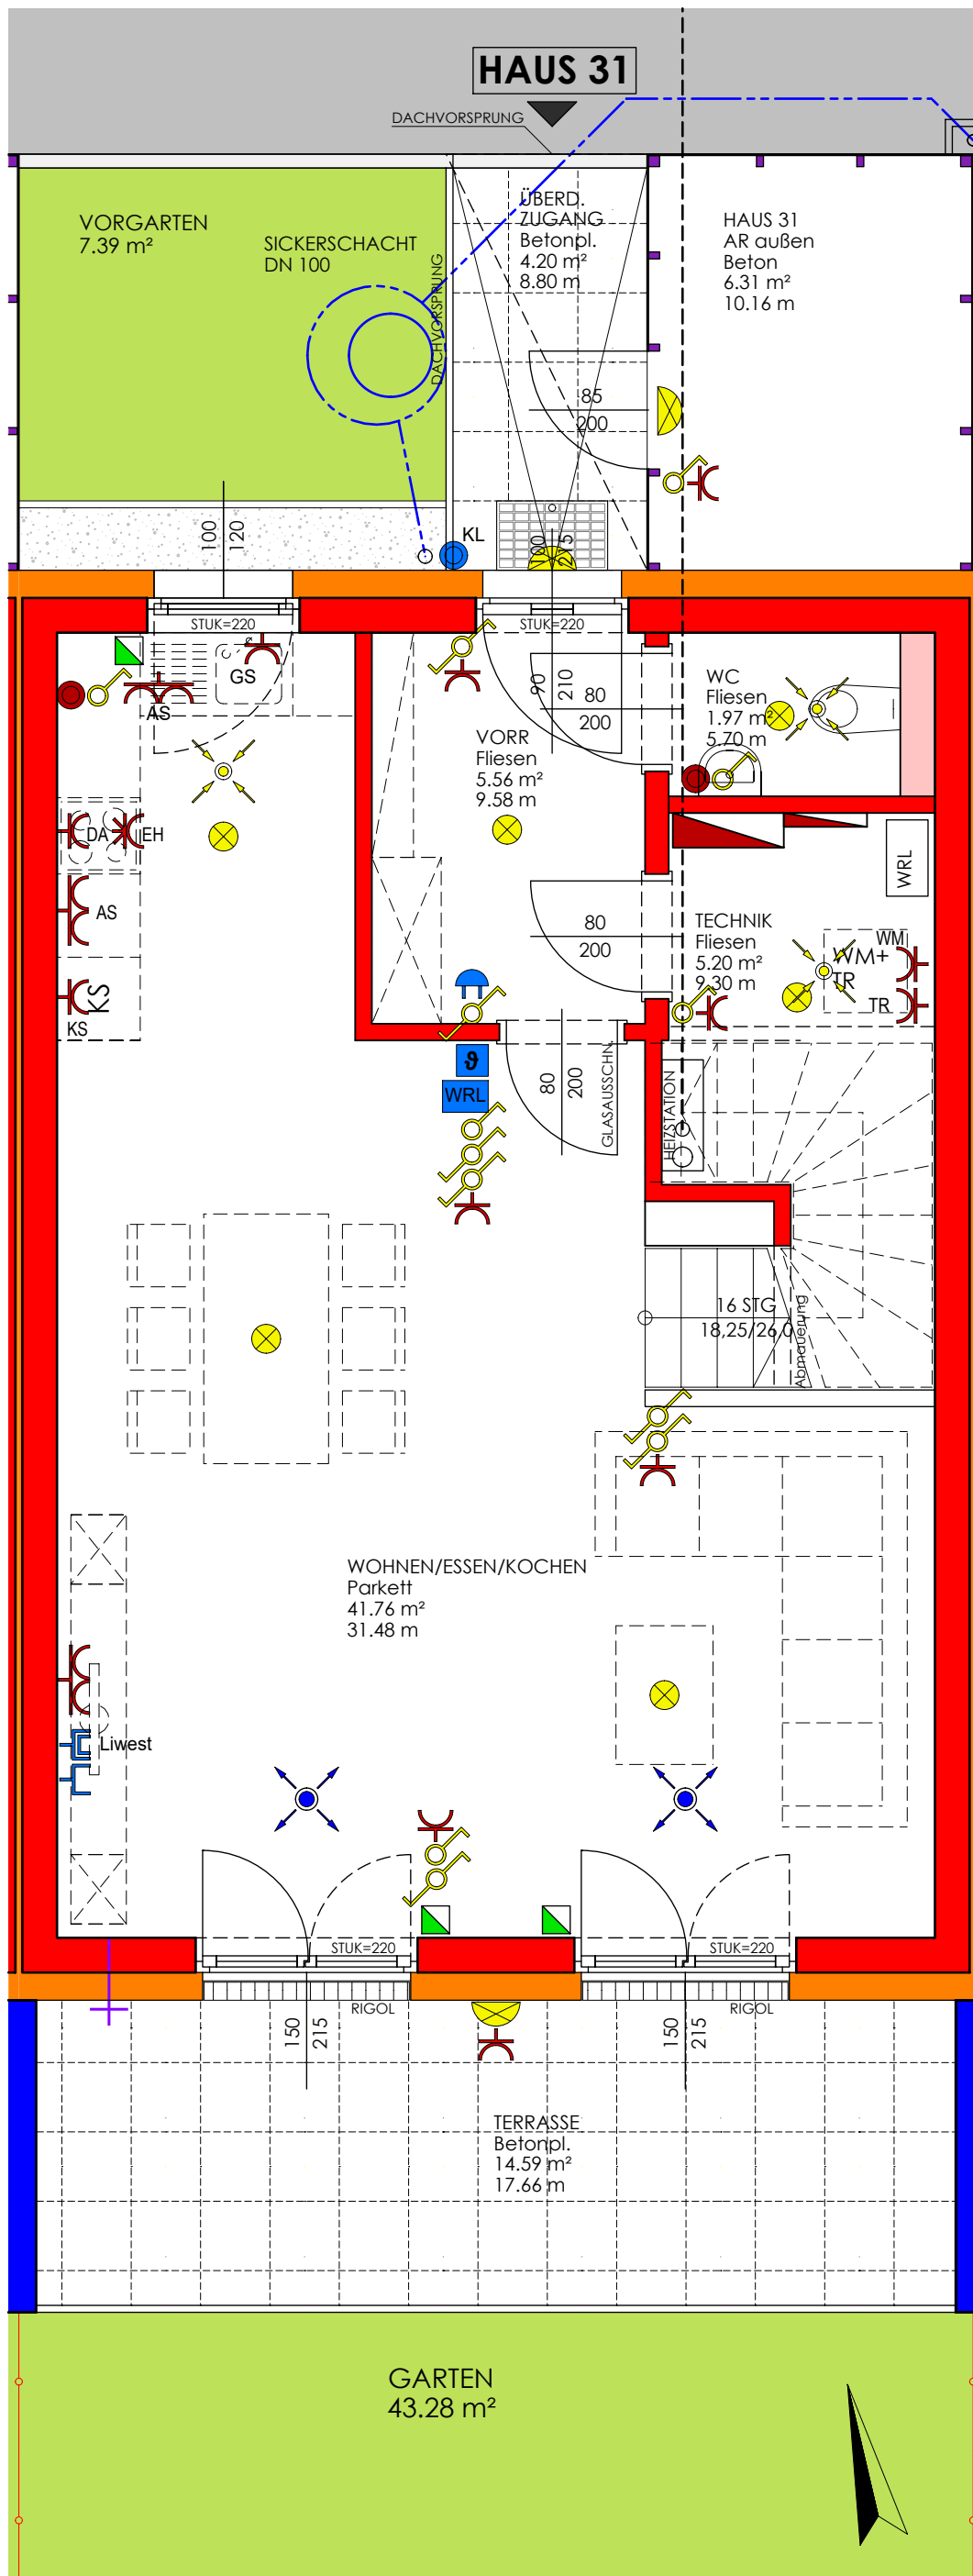 HAUS 31
DACHVORSPRUNG
VORGARTEN
7.39 m²
SICKERSCHACHT
DN 100
DACHVORSPRUNG
ÜBERD.
ZUGANG
Betonpl.
4.20 m²
8.80 m
HAUS 31
AR außen
Beton
6.31 m²
10.16 m
85
200
KL
100
120
100
215
STUK=220
STUK=220
GS
AS
90
210
80
200
WC
Fliesen
1.97 m²
5.70 m
VORR
Fliesen
5.56 m²
9.58 m
DA
EH
AS
KS
KS
80
200
TECHNIK
Fliesen
5.20 m²
9.30 m
WRL
WM
WM+
TR
TR
ϑ
WRL
80
200
GLASAUSSCHN.
HEIZSTATION
16 STG
18,25/26,0
Abmauerung
WOHNEN/ESSEN/KOCHEN
Parkett
41.76 m²
31.48 m
Liwest
STUK=220
STUK=220
RIGOL
RIGOL
150
215
150
215
TERRASSE
Betonpl.
14.59 m²
17.66 m
GARTEN
43.28 m²